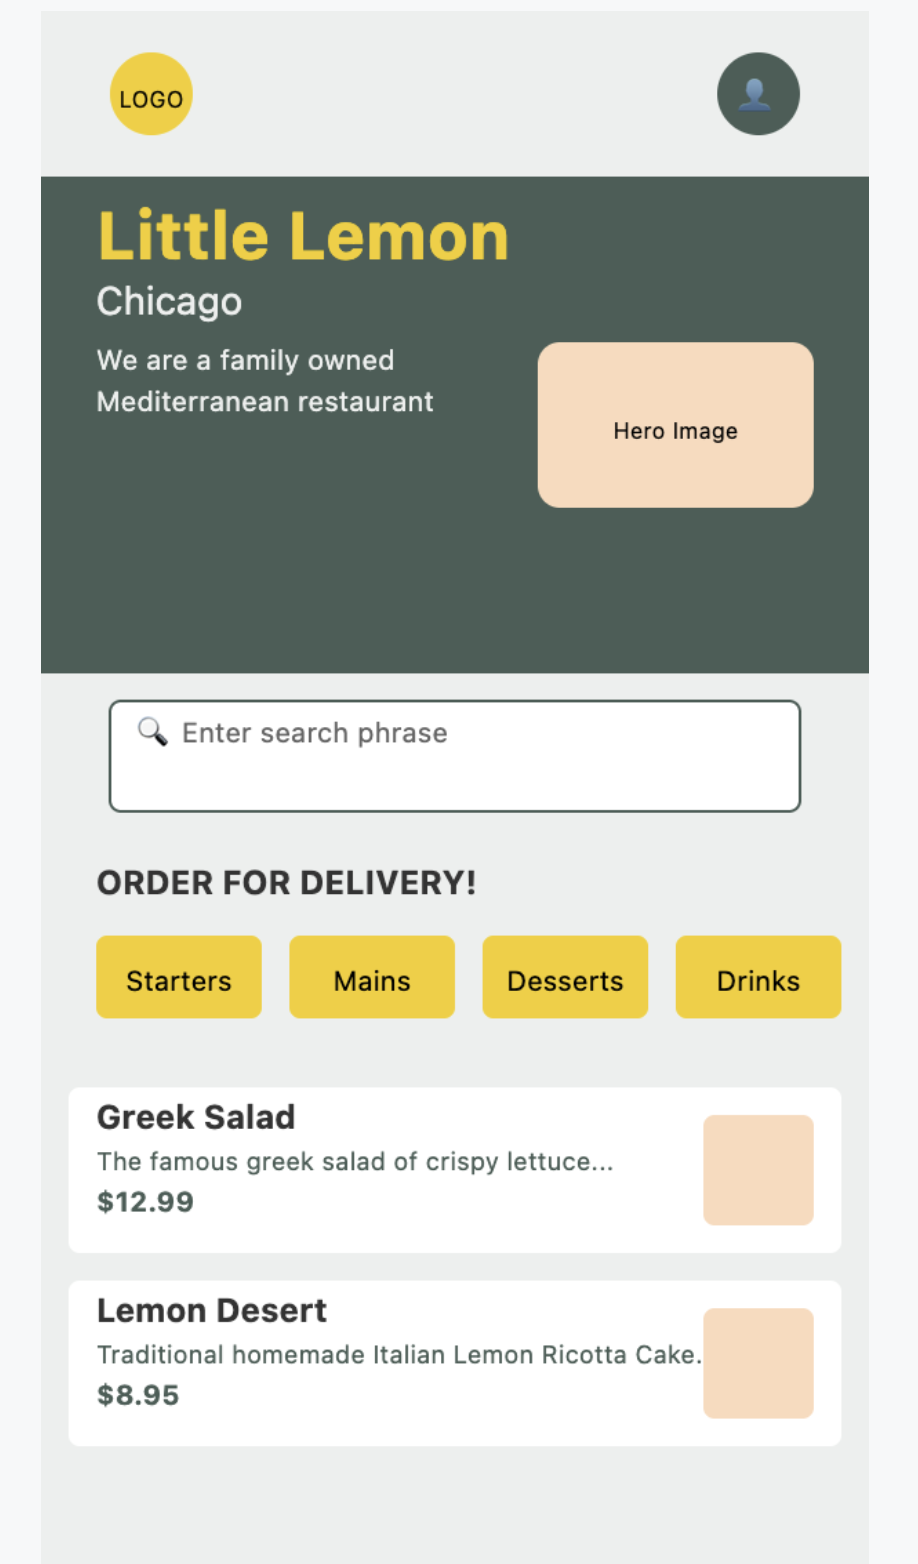 LOGO
Little Lemon
Chicago
We are a family owned
Mediterranean restaurant
Hero Image
Enter search phrase
ORDER FOR DELIVERY!
Starters
Mains
Desserts
Drinks
Greek Salad
The famous greek salad of crispy lettuce...
$12.99
Lemon Desert
Traditional homemade Italian Lemon Ricotta Cake.
$8.95